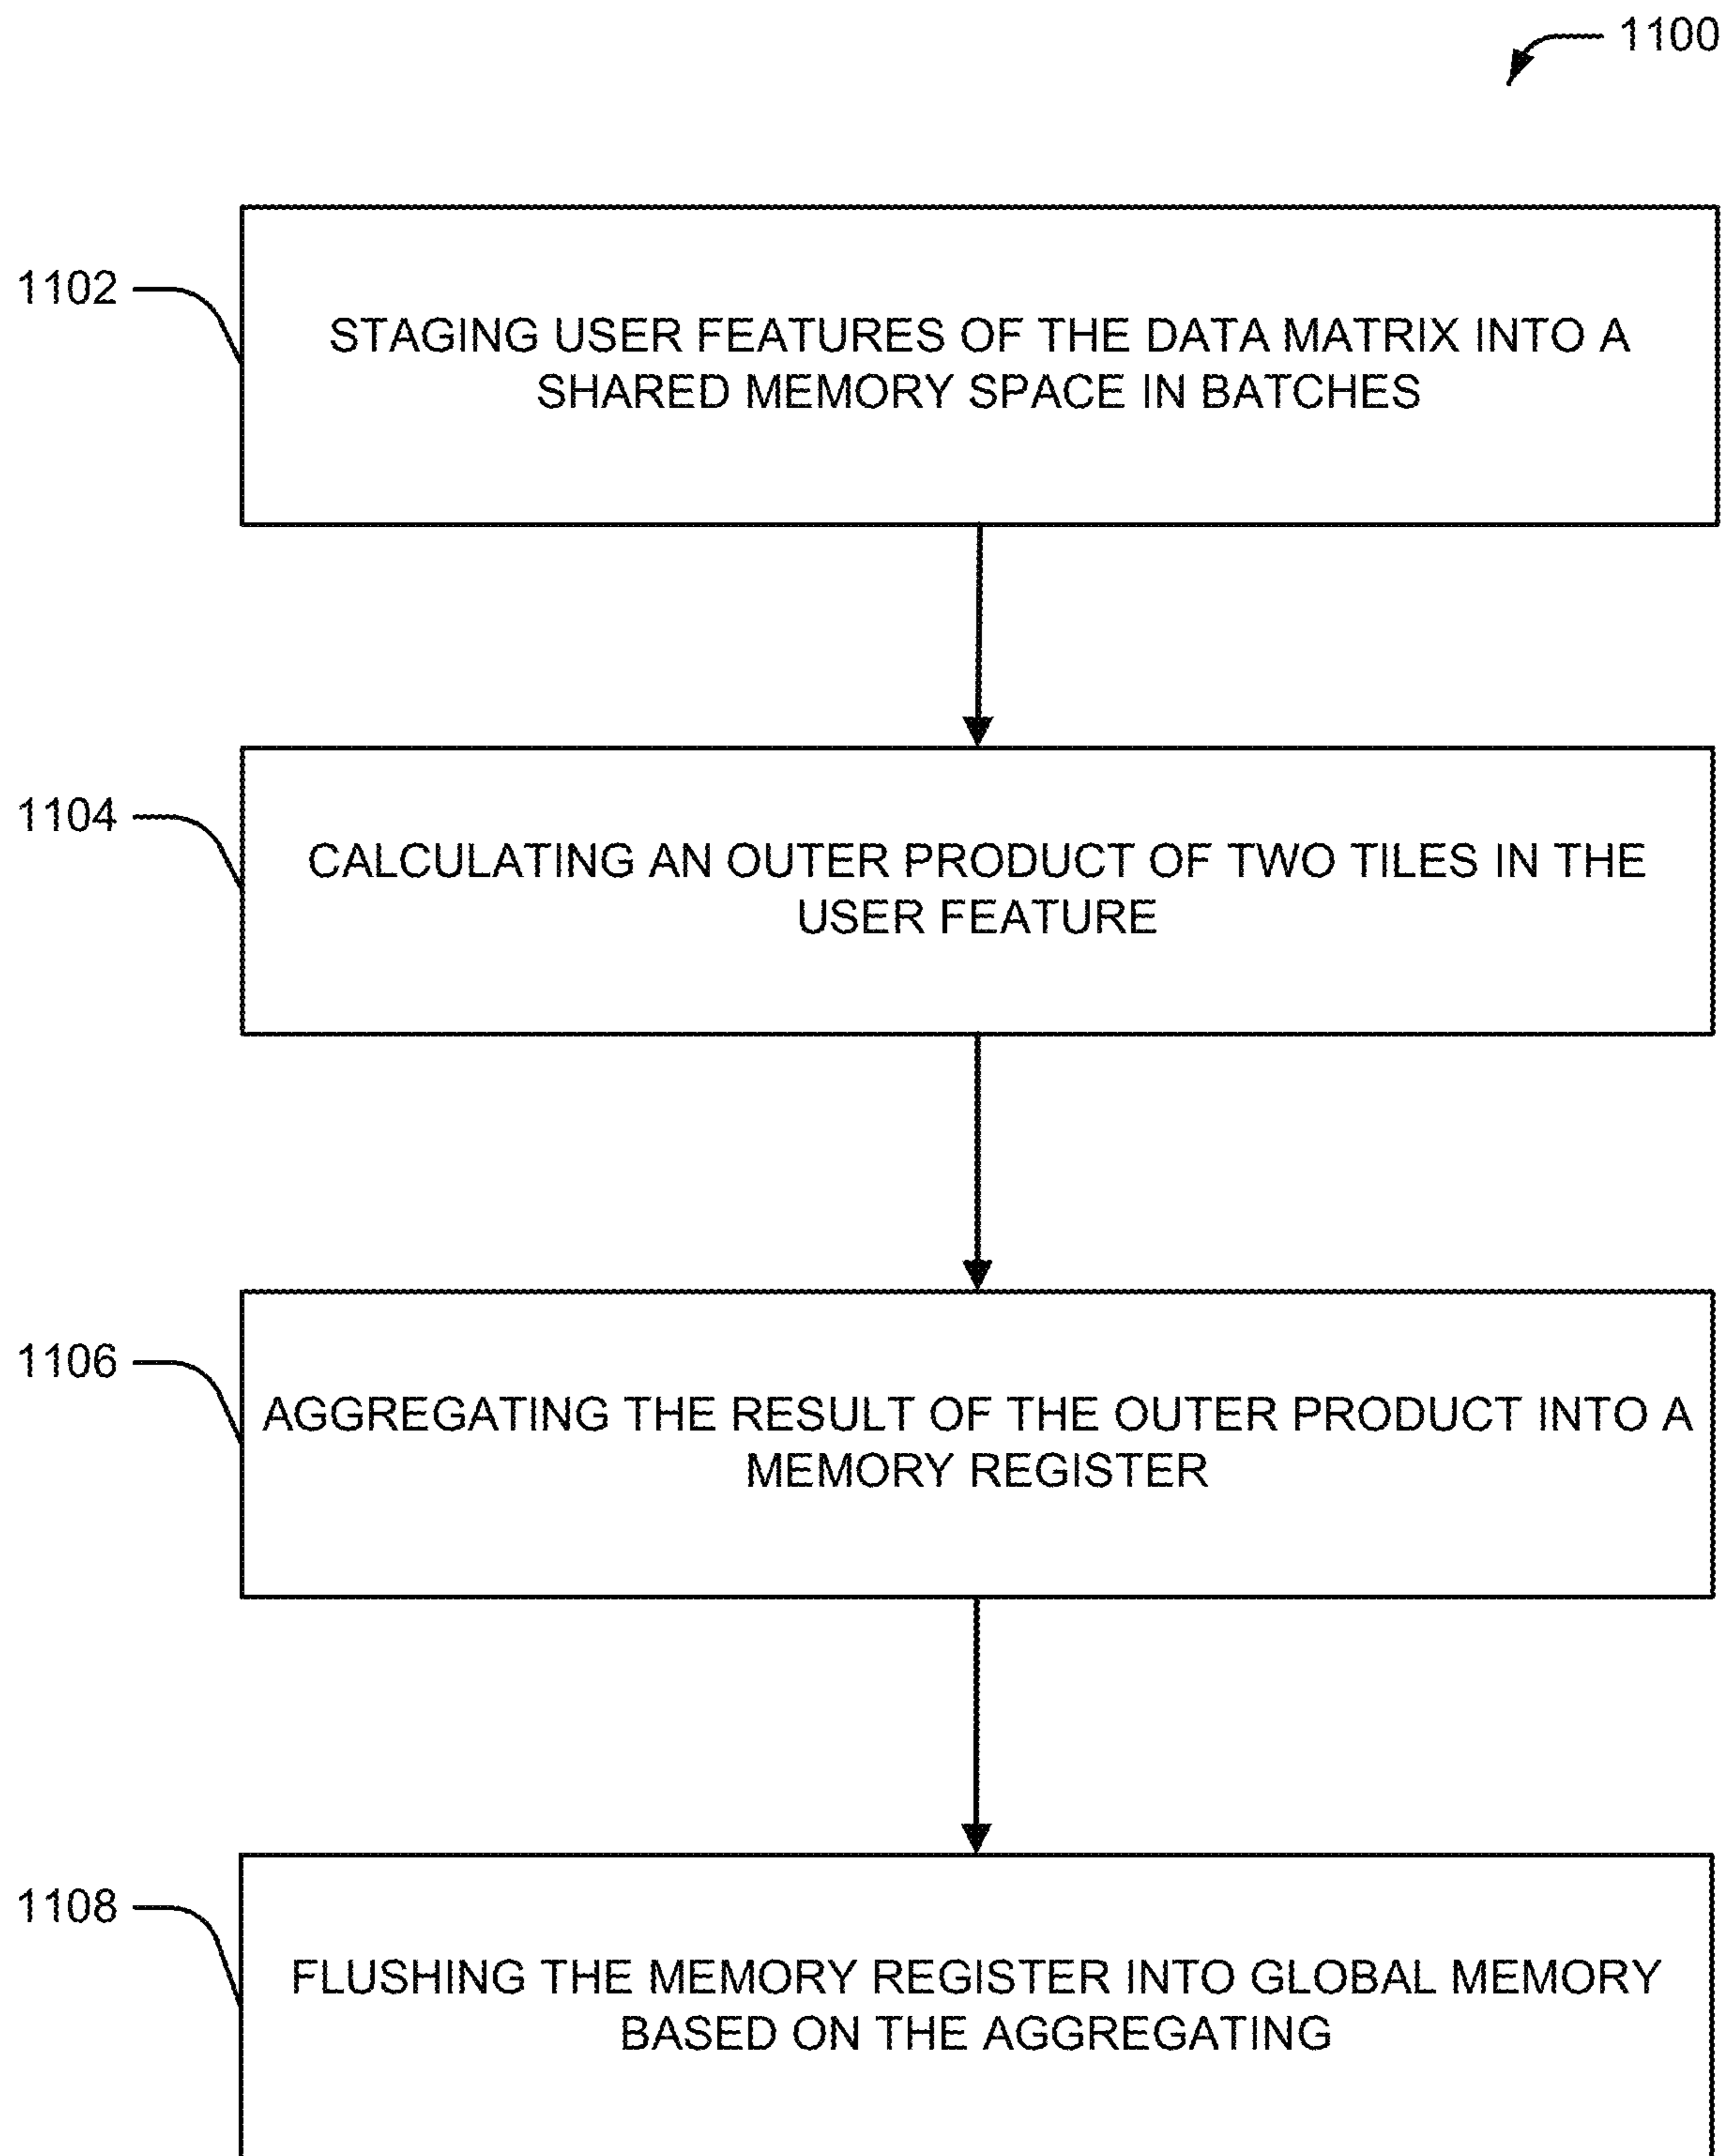 1100
1102
STAGING USER FEATURES OF THE DATA MATRIX INTO A
SHARED MEMORY SPACE IN BATCHES
1104
CALCULATING AN OUTER PRODUCT OF TWO TILES IN THE
USER FEATURE
1106
AGGREGATING THE RESULT OF THE OUTER PRODUCT INTO A
MEMORY REGISTER
1108
FLUSHING THE MEMORY REGISTER INTO GLOBAL MEMORY
BASED ON THE AGGREGATING